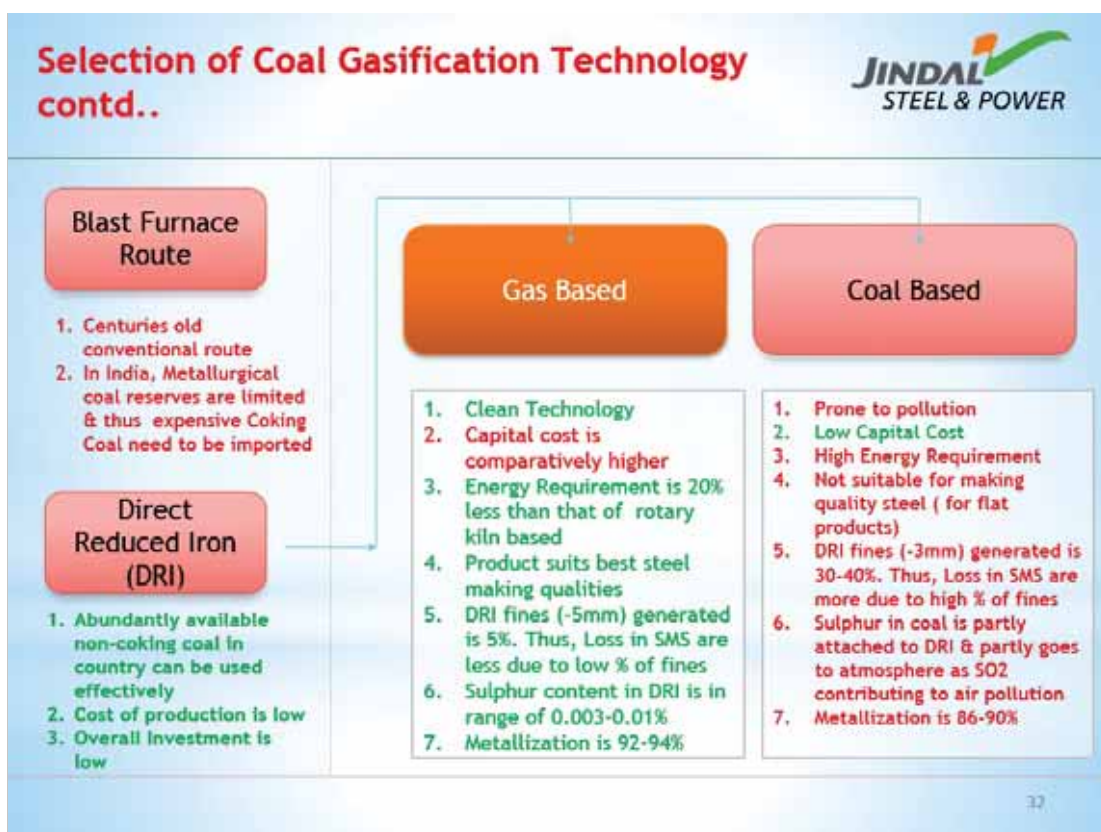 Selection of Coal Gasification Technology
contd..
JINDAL
STEEL & POWER
Blast Furnace
Route
1. Centuries old
conventional route
2. In India, Metallurgical
coal reserves are limited
& thus expensive Coking
Coal need to be imported
Direct
Reduced Iron
(DRI)
1. Abundantly available
non-coking coal in
country can be used
effectively
2. Cost of production is low
3. Overall Investment is
low
Gas Based
1. Clean Technology
2. Capital cost is
comparatively higher
3. Energy Requirement is 20%
less than that of rotary
kiln based
4. Product suits best steel
making qualities
5. DRI fines (-5mm) generated
is 5%. Thus, Loss in SMS are
less due to low % of fines
6. Sulphur content in DRI is in
range of 0.003-0.01%
7. Metallization is 92-94%
Coal Based
1. Prone to pollution
2. Low Capital Cost
3. High Energy Requirement
4. Not suitable for making
quality steel ( for flat
products)
5. DRI fines (-3mm) generated is
30-40%. Thus, Loss in SMS are
more due to high % of fines
6. Sulphur in coal is partly
attached to DRI & partly goes
to atmosphere as SO2
contributing to air pollution
7. Metallization is 86-90%
32